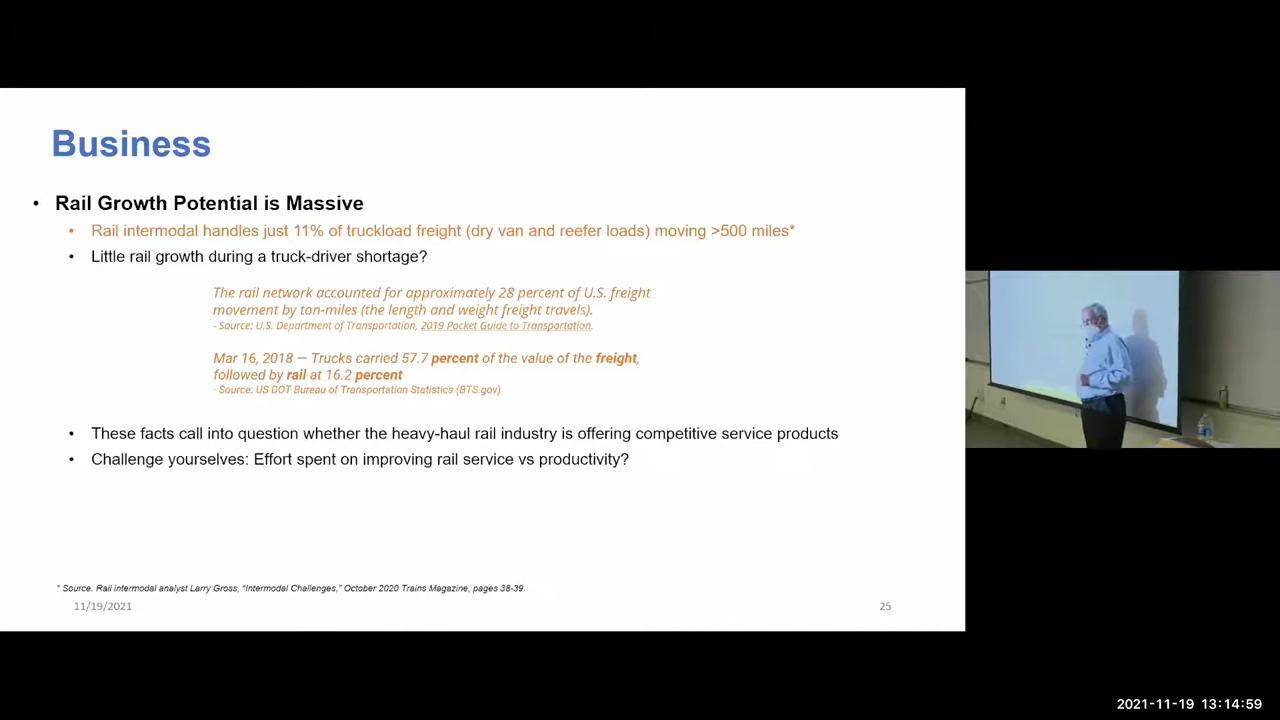 Business
• Rail Growth Potential is Massive
• Rail intermodal handles just 11% of truckload freight (dry van and reefer loads) moving >500 miles*
• Little rail growth during a truck-driver shortage?
The rail network accounted for approximately 28 percent of U.S. freight
movement by ton-miles (the length and weight freight travels).
- Source: U.S. Department of Transportation, 2019 Pocket Guide to Transportation.
Mar 16, 2018 — Trucks carried 57.7 percent of the value of the freight,
followed by rail at 16.2 percent
- Source: US DOT Bureau of Transportation Statistics (BTS.gov)
• These facts call into question whether the heavy-haul rail industry is offering competitive service products
• Challenge yourselves: Effort spent on improving rail service vs productivity?
* Source: Rail intermodal analyst Larry Gross, "Intermodal Challenges," October 2020 Trains Magazine, pages 38-39.
11/19/2021
25
2021-11-19 13:14:59